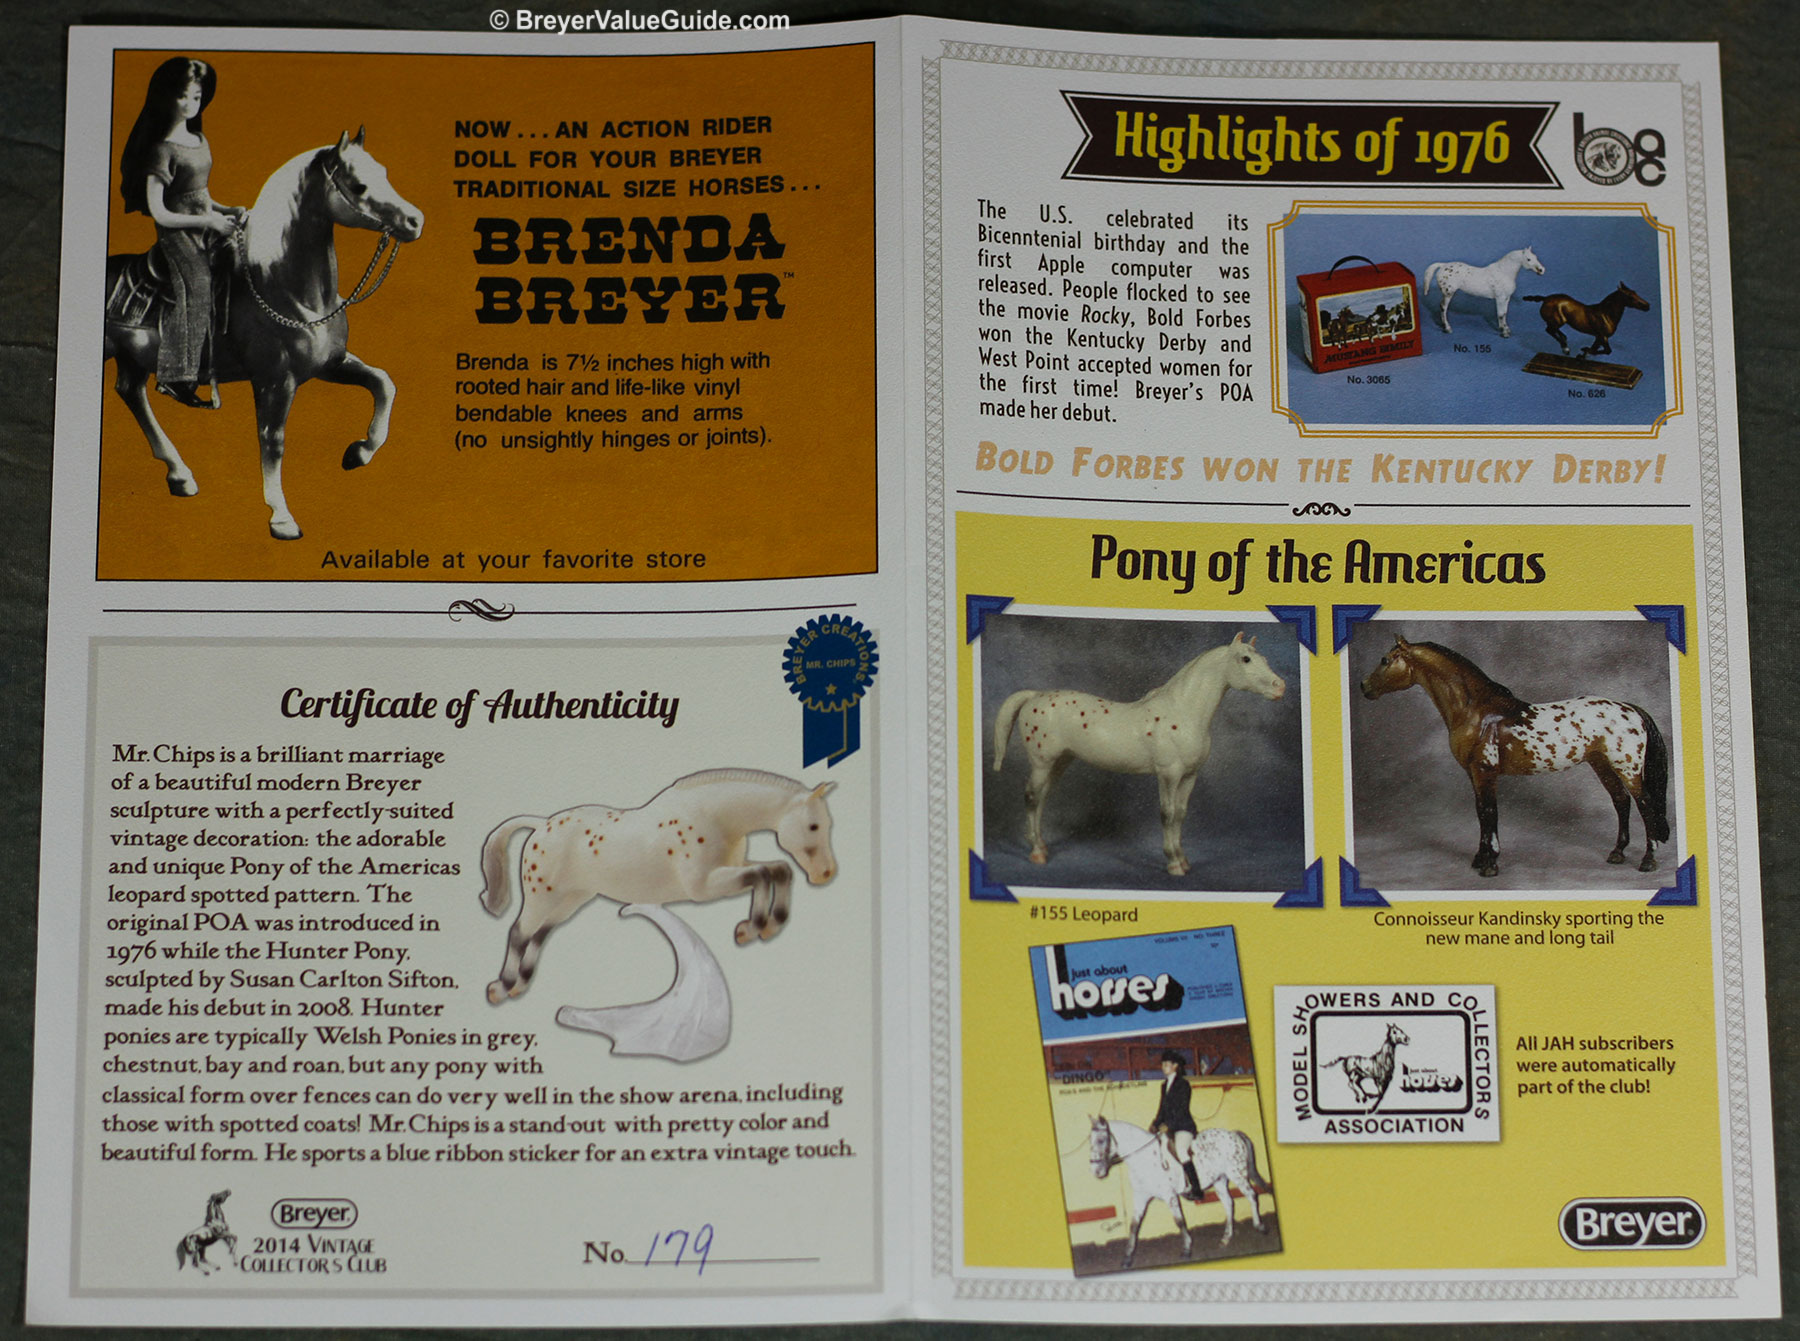 © BreyerValueGuide.com
NOW...AN ACTION RIDER
DOLL FOR YOUR BREYER
TRADITIONAL SIZE HORSES...
BRENDA
BREYER™
Brenda is 7½ inches high with
rooted hair and life-like vinyl
bendable knees and arms
(no unsightly hinges or joints).
Available at your favorite store
BREYER CREATIONS
MR. CHIPS
Certificate of Authenticity
Mr. Chips is a brilliant marriage
of a beautiful modern Breyer
sculpture with a perfectly-suited
vintage decoration: the adorable
and unique Pony of the Americas
leopard spotted pattern. The
original POA was introduced in
1976 while the Hunter Pony,
sculpted by Susan Carlton Sifton,
made his debut in 2008. Hunter
ponies are typically Welsh Ponies in grey,
chestnut, bay and roan, but any pony with
classical form over fences can do very well in the show arena, including
those with spotted coats! Mr. Chips is a stand-out with pretty color and
beautiful form. He sports a blue ribbon sticker for an extra vintage touch.
Breyer
2014 VINTAGE
COLLECTOR'S CLUB
No. 179
Highlights of 1976
bac
The U.S. celebrated its
Bicenntenial birthday and the
first Apple computer was
released. People flocked to see
the movie Rocky, Bold Forbes
won the Kentucky Derby and
West Point accepted women for
the first time! Breyer's POA
made her debut.
MUSTANG FAMILY
No. 3065
No. 155
No. 626
BOLD FORBES WON THE KENTUCKY DERBY!
Pony of the Americas
#155 Leopard
Connoisseur Kandinsky sporting the
new mane and long tail
VOLUME III NO. THREE
just about
horses
DINGO
MODEL SHOWERS AND COLLECTORS
just about
horses
ASSOCIATION
All JAH subscribers
were automatically
part of the club!
Breyer®